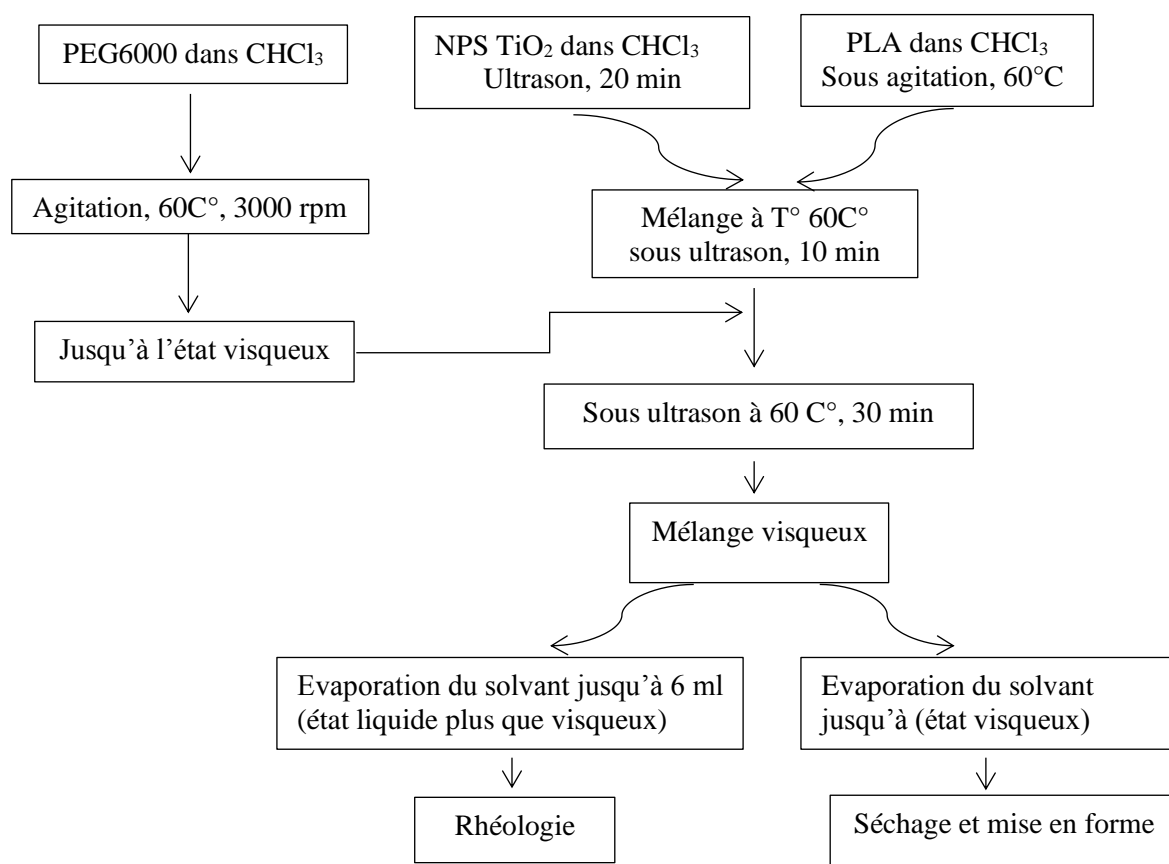 PEG6000 dans CHCl₃
NPS TiO₂ dans CHCl₃
Ultrason, 20 min
PLA dans CHCl₃
Sous agitation, 60°C
Agitation, 60C°, 3000 rpm
Mélange à T° 60C°
sous ultrason, 10 min
Jusqu’à l’état visqueux
Sous ultrason à 60 C°, 30 min
Mélange visqueux
Evaporation du solvant jusqu’à 6 ml
(état liquide plus que visqueux)
Evaporation du solvant
jusqu’à (état visqueux)
Rhéologie
Séchage et mise en forme